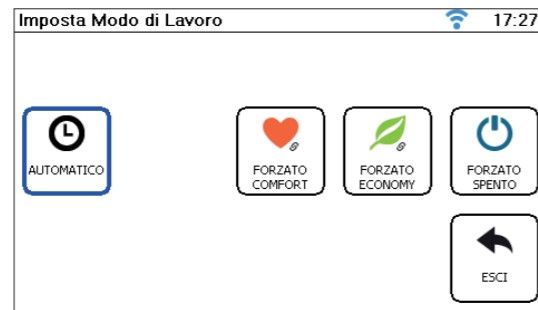 Imposta Modo di Lavoro 17:27
AUTOMATICO
FORZATO
COMFORT
FORZATO
ECONOMY
FORZATO
SPENTO
ESCI